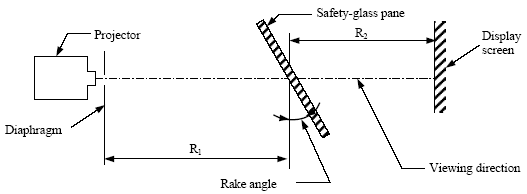 Safety-glass pane
Projector
R2
Display
screen
Diaphragm
R1
Viewing direction
Rake angle